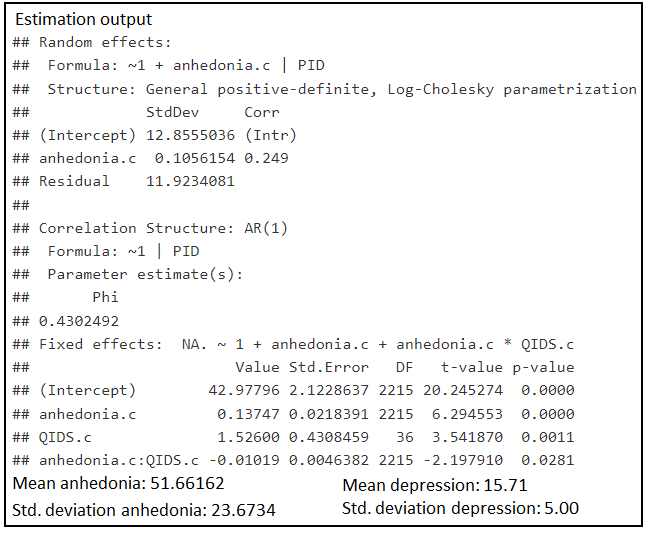 Estimation output
## Random effects:
##  Formula: ~1 + anhedonia.c | PID
##  Structure: General positive-definite, Log-Cholesky parametrization
##             StdDev     Corr
## (Intercept) 12.8555036 (Intr)
## anhedonia.c  0.1056154 0.249
## Residual    11.9234081
##
## Correlation Structure: AR(1)
##  Formula: ~1 | PID
##  Parameter estimate(s):
##       Phi
## 0.4302492
## Fixed effects:  NA. ~ 1 + anhedonia.c + anhedonia.c * QIDS.c
##                       Value Std.Error   DF   t-value p-value
## (Intercept)        42.97796 2.1228637 2215 20.245274  0.0000
## anhedonia.c         0.13747 0.0218391 2215  6.294553  0.0000
## QIDS.c              1.52600 0.4308459   36  3.541870  0.0011
## anhedonia.c:QIDS.c -0.01019 0.0046382 2215 -2.197910  0.0281
Mean anhedonia: 51.66162 Mean depression: 15.71
Std. deviation anhedonia: 23.6734 Std. deviation depression: 5.00